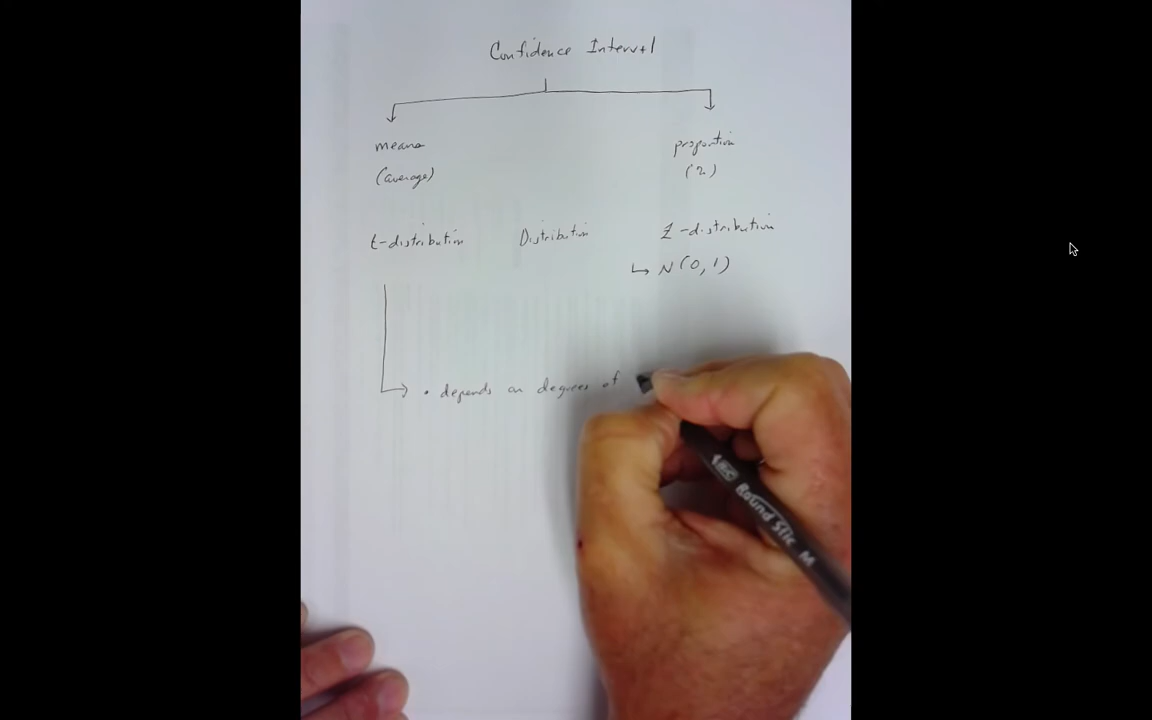 Confidence Interval
means proportion
(average) (%)
t-distribution Distribution Z-distribution
↳ N(0,1)
• depends on degrees of
BIC Round Stic M